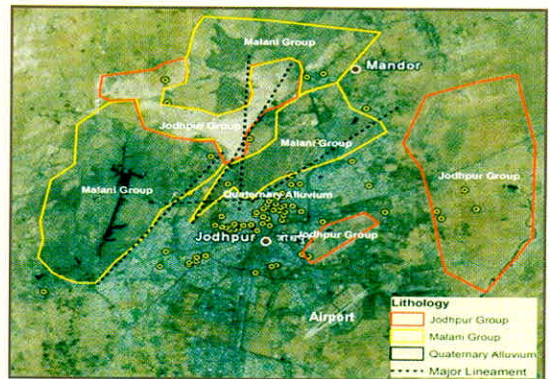 Malani Group
Mandor
Jodhpur Group
Malani Group
Jodhpur Group
Malani Group
Quaternary Alluvium
Jodhpur
Jodhpur Group
Airport
Lithology
Jodhpur Group
Malani Group
Quaternary Alluvium
Major Lineament